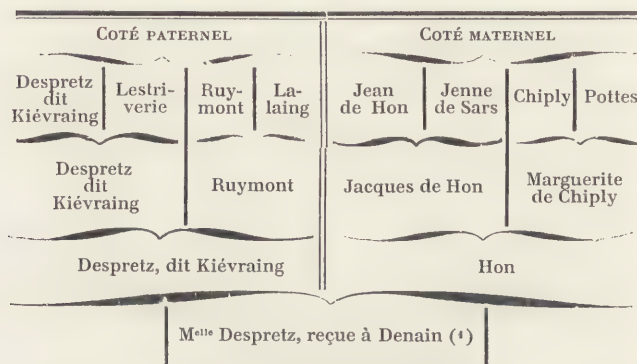 COTÉ PATERNEL
COTÉ MATERNEL
Despretz
dit
Kiévraing
Lestri-
verie
Ruy-
mont
La-
laing
Jean
de Hon
Jenne
de Sars
Chiply
Pottes
Despretz
dit
Kiévraing
Ruymont
Jacques de Hon
Marguerite
de Chiply
Despretz, dit Kiévraing
Hon
Melle Despretz, reçue à Denain (1)